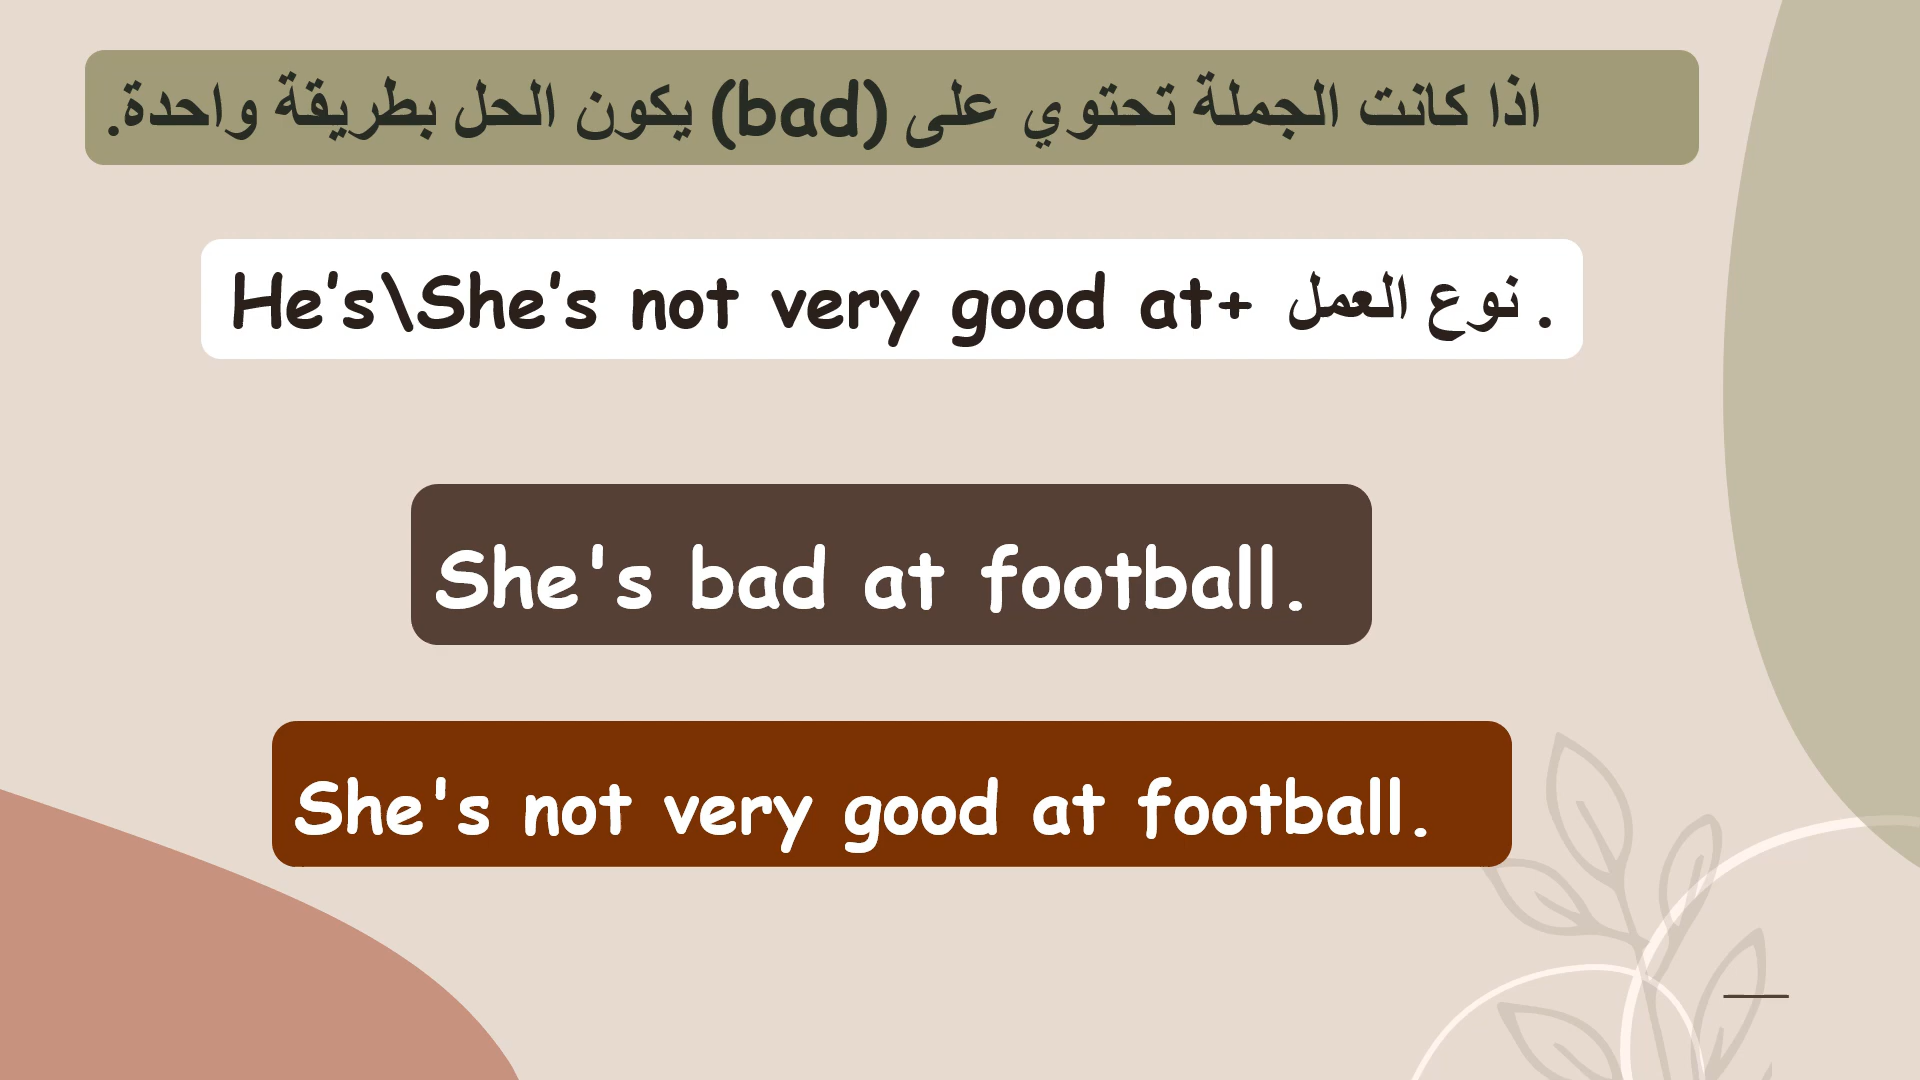 اذا كانت الجملة تحتوي على (bad) يكون الحل بطريقة واحدة.
He’s\She’s not very good at+ نوع العمل .
She's bad at football.
She's not very good at football.